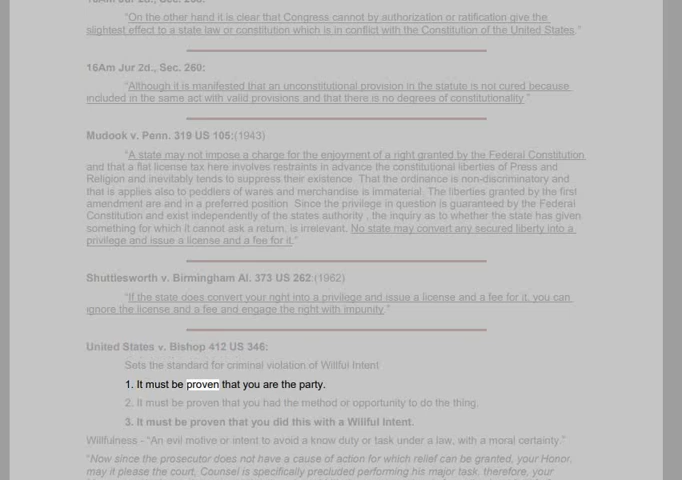 "On the other hand it is clear that Congress cannot by authorization or ratification give the
slightest effect to a state law or constitution which is in conflict with the Constitution of the United States."
16Am Jur 2d., Sec. 260:
"Although it is manifested that an unconstitutional provision in the statute is not cured because
included in the same act with valid provisions and that there is no degrees of constitutionality."
Mudook v. Penn. 319 US 105:(1943)
"A state may not impose a charge for the enjoyment of a right granted by the Federal Constitution
and that a flat license tax here involves restraints in advance the constitutional liberties of Press and
Religion and inevitably tends to suppress their existence. That the ordinance is non-discriminatory and
that is applies also to peddlers of wares and merchandise is immaterial. The liberties granted by the first
amendment are and in a preferred position. Since the privilege in question is guaranteed by the Federal
Constitution and exist independently of the states authority , the inquiry as to whether the state has given
something for which it cannot ask a return, is irrelevant. No state may convert any secured liberty into a
privilege and issue a license and a fee for it."
Shuttlesworth v. Birmingham Al. 373 US 262:(1962)
"If the state does convert your right into a privilege and issue a license and a fee for it, you can
ignore the license and a fee and engage the right with impunity."
United States v. Bishop 412 US 346:
Sets the standard for criminal violation of Willful Intent
1. It must be proven that you are the party.
2. It must be proven that you had the method or opportunity to do the thing.
3. It must be proven that you did this with a Willful Intent.
Willfulness - "An evil motive or intent to avoid a know duty or task under a law, with a moral certainty."
"Now since the prosecutor does not have a cause of action for which relief can be granted, your Honor,
may it please the court, Counsel is specifically precluded performing his major task, therefore, your